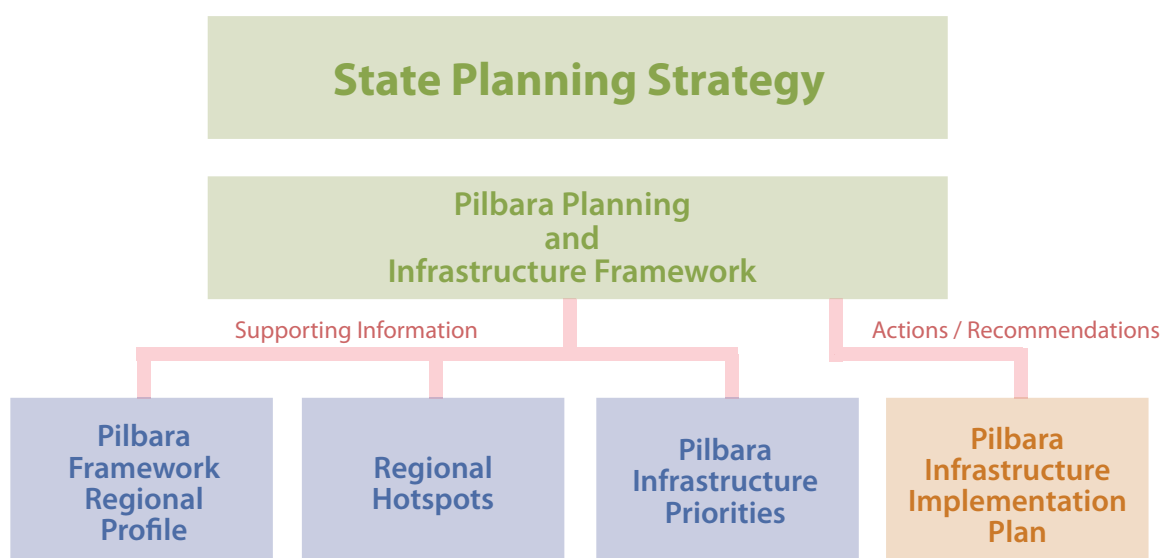 State Planning Strategy
Pilbara Planning
and
Infrastructure Framework
Supporting Information
Actions / Recommendations
Pilbara
Framework
Regional
Profile
Regional
Hotspots
Pilbara
Infrastructure
Priorities
Pilbara
Infrastructure
Implementation
Plan